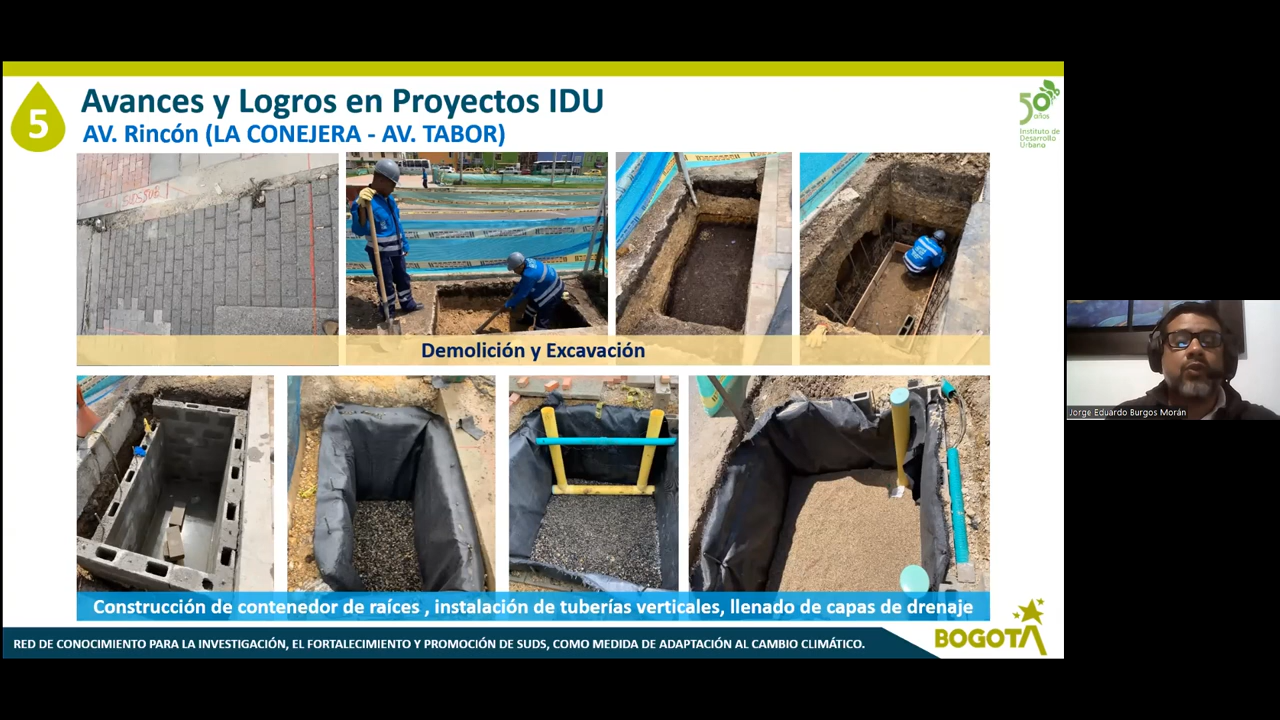 5
Avances y Logros en Proyectos IDU
AV. Rincón (LA CONEJERA - AV. TABOR)
50
años
Instituto de
Desarrollo
Urbano
Demolición y Excavación
Construcción de contenedor de raíces , instalación de tuberías verticales, llenado de capas de drenaje
RED DE CONOCIMIENTO PARA LA INVESTIGACIÓN, EL FORTALECIMIENTO Y PROMOCIÓN DE SUDS, COMO MEDIDA DE ADAPTACIÓN AL CAMBIO CLIMÁTICO.
BOGOTÁ
Jorge Eduardo Burgos Morán